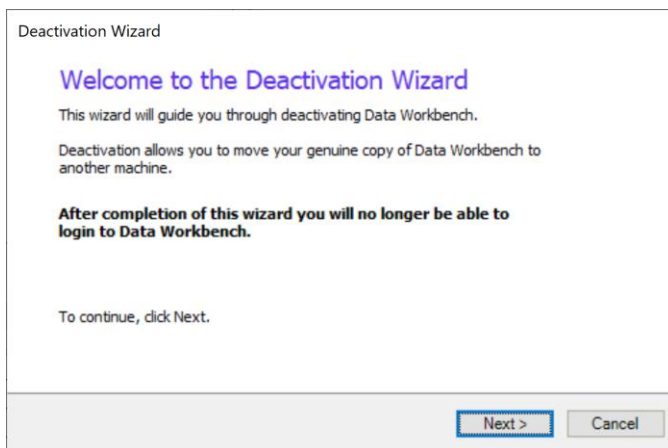 Deactivation Wizard
Welcome to the Deactivation Wizard
This wizard will guide you through deactivating Data Workbench.
Deactivation allows you to move your genuine copy of Data Workbench to
another machine.
After completion of this wizard you will no longer be able to
login to Data Workbench.
To continue, click Next.
Next >
Cancel